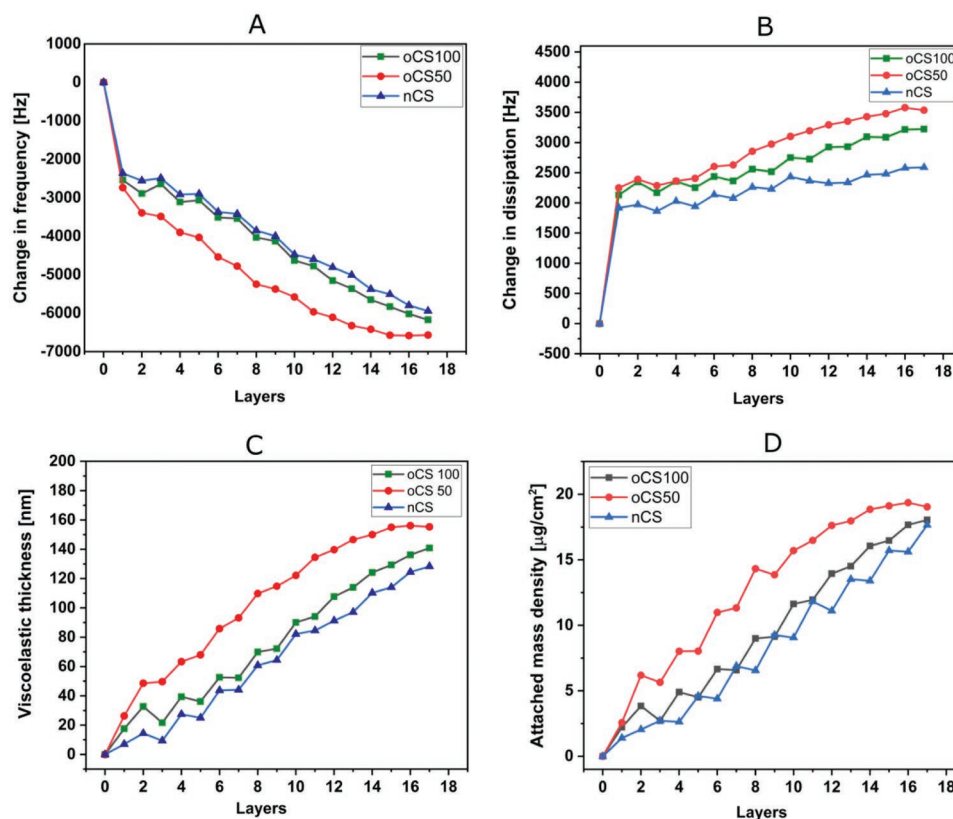 A
1000
0
-1000
-2000
-3000
-4000
-5000
-6000
-7000
Change in frequency [Hz]
oCS100
oCS50
nCS
0 2 4 6 8 10 12 14 16 18
Layers
B
4500
4000
3500
3000
2500
2000
1500
1000
500
0
-500
Change in dissipation [Hz]
oCS100
oCS50
nCS
0 2 4 6 8 10 12 14 16 18
Layers
C
200
180
160
140
120
100
80
60
40
20
0
Viscoelastic thickness [nm]
oCS 100
oCS 50
nCS
0 2 4 6 8 10 12 14 16 18
Layers
D
20
15
10
5
0
Attached mass density [µg/cm²]
oCS100
oCS50
nCS
0 2 4 6 8 10 12 14 16 18
Layers